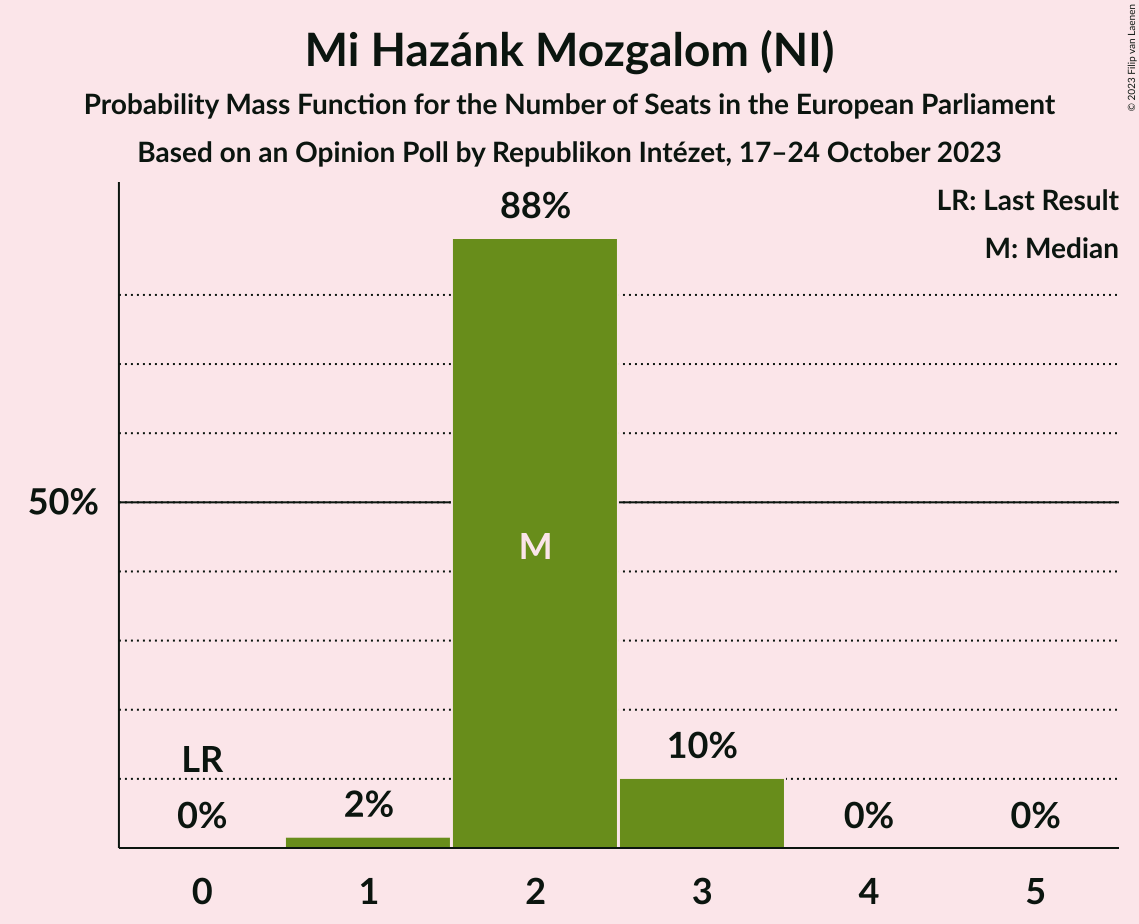 Mi Hazánk Mozgalom (NI)
Probability Mass Function for the Number of Seats in the European Parliament
Based on an Opinion Poll by Republikon Intézet, 17–24 October 2023
© 2023 Filip van Laenen
LR: Last Result
M: Median
88%
50%
M
LR
10%
0%
2%
0%
0%
0
1
2
3
4
5